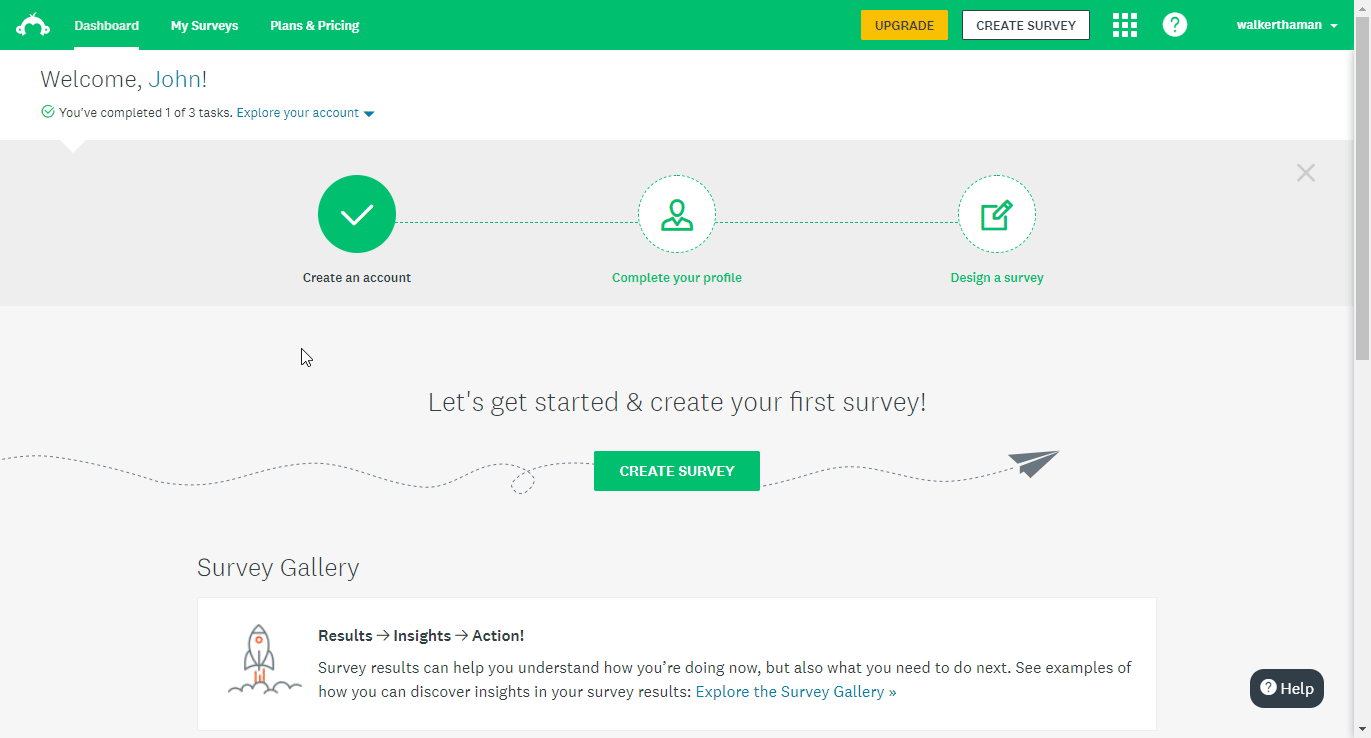 Dashboard
My Surveys
Plans & Pricing
UPGRADE
CREATE SURVEY
?
walkerthaman
Welcome, John!
You've completed 1 of 3 tasks. Explore your account
Create an account
Complete your profile
Design a survey
Let's get started & create your first survey!
CREATE SURVEY
Survey Gallery
Results → Insights → Action!
Survey results can help you understand how you’re doing now, but also what you need to do next. See examples of
how you can discover insights in your survey results: Explore the Survey Gallery »
? Help